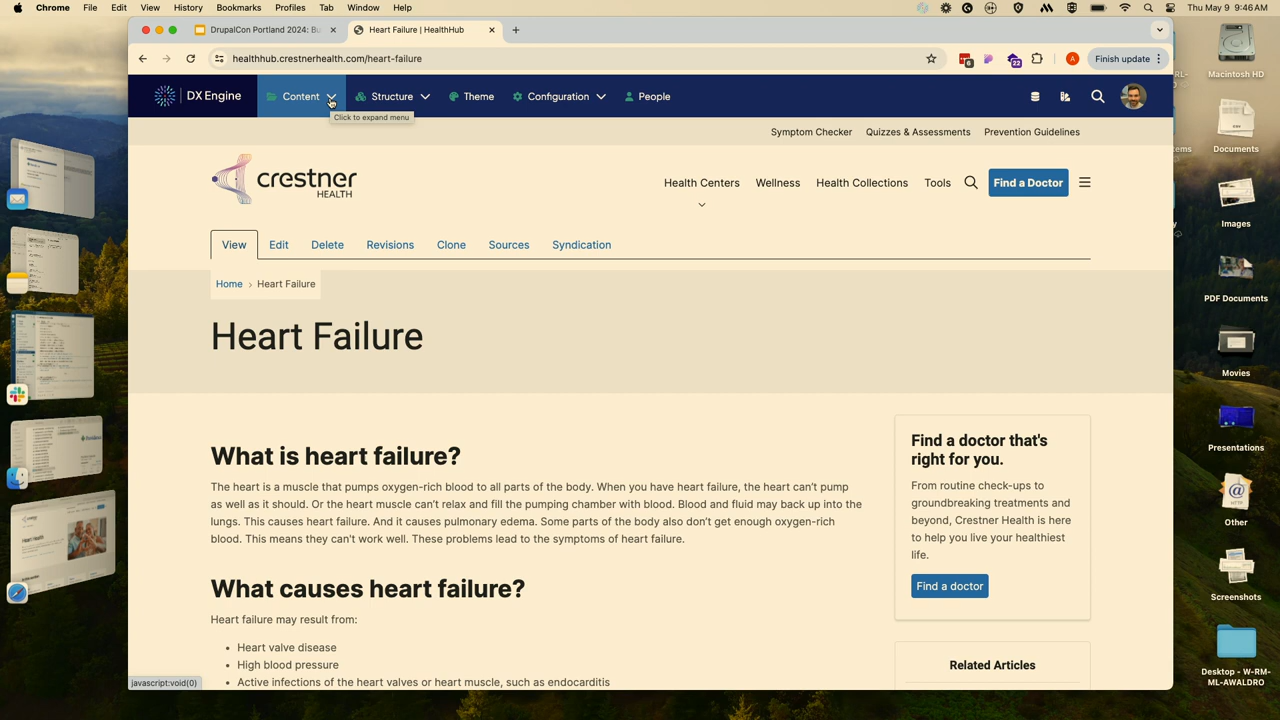 Chrome File Edit View History Bookmarks Profiles Tab Window Help Thu May 9 9:46 AM
DrupalCon Portland 2024: Bu
Heart Failure | HealthHub
healthhub.crestnerhealth.com/heart-failure
6
22
A
Finish update
DX Engine
Content
Structure
Theme
Configuration
People
Click to expand menu
Symptom Checker
Quizzes & Assessments
Prevention Guidelines
crestner
HEALTH
Health Centers
Wellness
Health Collections
Tools
Find a Doctor
View
Edit
Delete
Revisions
Clone
Sources
Syndication
Home › Heart Failure
Heart Failure
What is heart failure?
The heart is a muscle that pumps oxygen-rich blood to all parts of the body. When you have heart failure, the heart can’t pump
as well as it should. Or the heart muscle can’t relax and fill the pumping chamber with blood. Blood and fluid may back up into the
lungs. This causes heart failure. And it causes pulmonary edema. Some parts of the body also don’t get enough oxygen-rich
blood. This means they can't work well. These problems lead to the symptoms of heart failure.
What causes heart failure?
Heart failure may result from:
Heart valve disease
High blood pressure
Active infections of the heart valves or heart muscle, such as endocarditis
Find a doctor that's
right for you.
From routine check-ups to
groundbreaking treatments and
beyond, Crestner Health is here
to help you live your healthiest
life.
Find a doctor
Related Articles
javascript:void(0)
Macintosh HD
Documents
Images
PDF Documents
Movies
Presentations
Other
Screenshots
Desktop - W-RM-
ML-AWALDRO